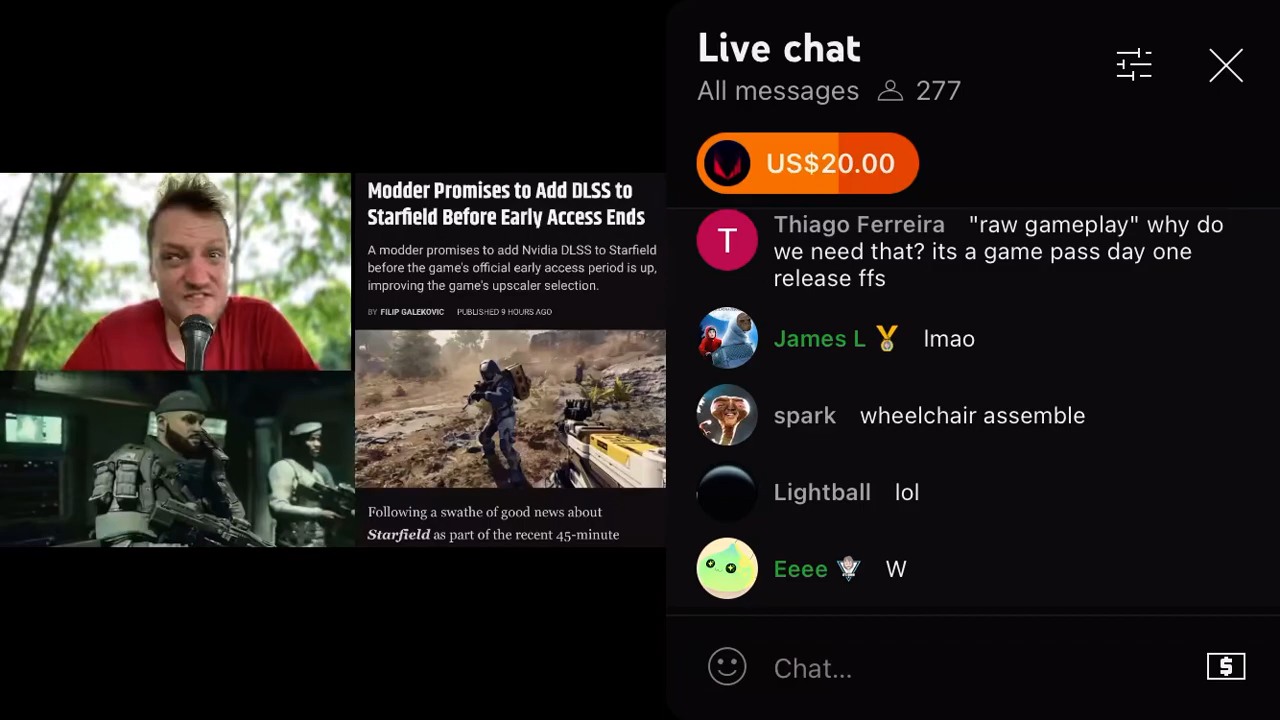 Modder Promises to Add DLSS to
Starfield Before Early Access Ends
A modder promises to add Nvidia DLSS to Starfield
before the game's official early access period is up,
improving the game's upscaler selection.
BY FILIP GALEKOVIC PUBLISHED 9 HOURS AGO
Following a swathe of good news about
Starfield as part of the recent 45-minute
Live chat
All messages 277
US$20.00
T
Thiago Ferreira "raw gameplay" why do
we need that? its a game pass day one
release ffs
James L lmao
spark wheelchair assemble
Lightball lol
Eeee W
Chat...
$